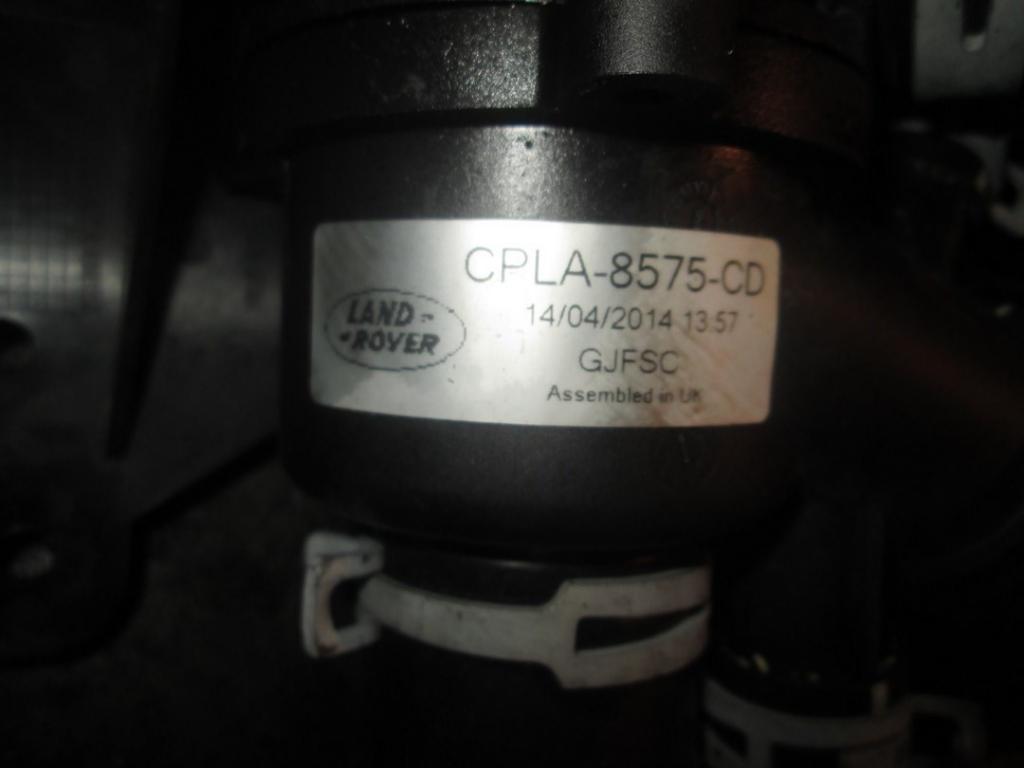 CPLA-8575-CD
14/04/2014 13:57
GJFSC
Assembled in UK
LAND-
-ROVER